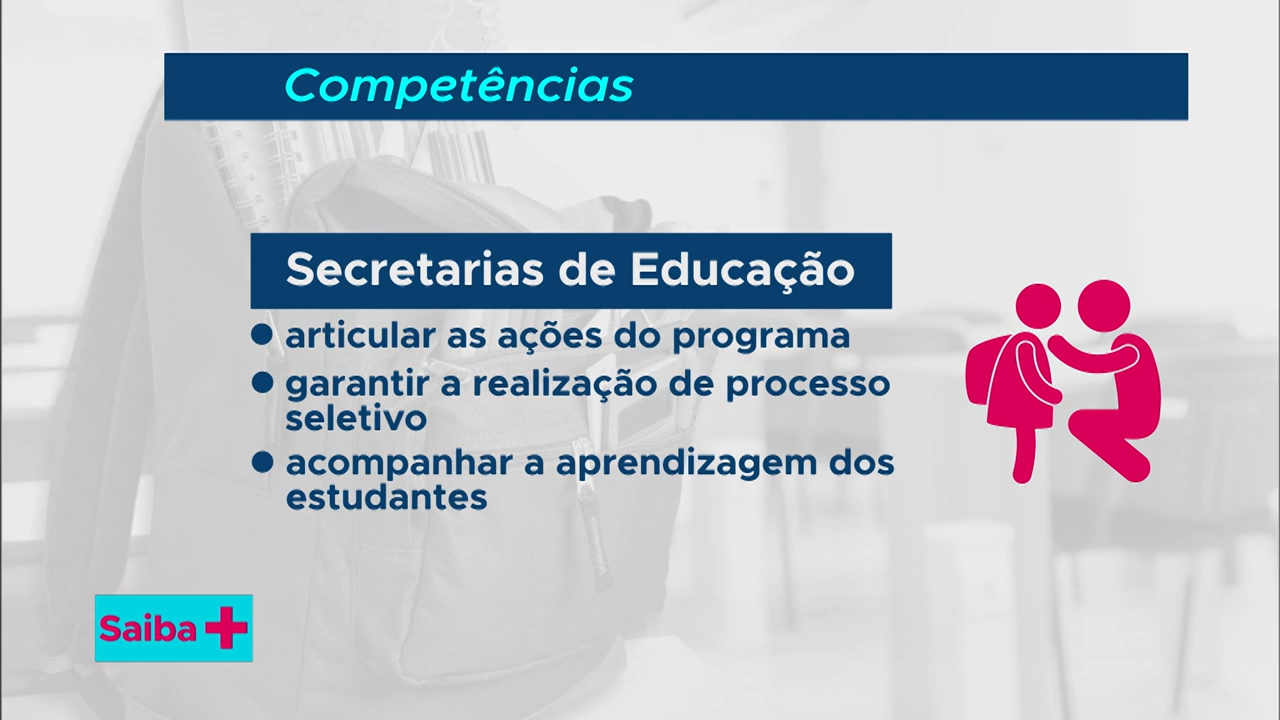 Competências
Secretarias de Educação
● articular as ações do programa
● garantir a realização de processo
seletivo
● acompanhar a aprendizagem dos
estudantes
Saiba+